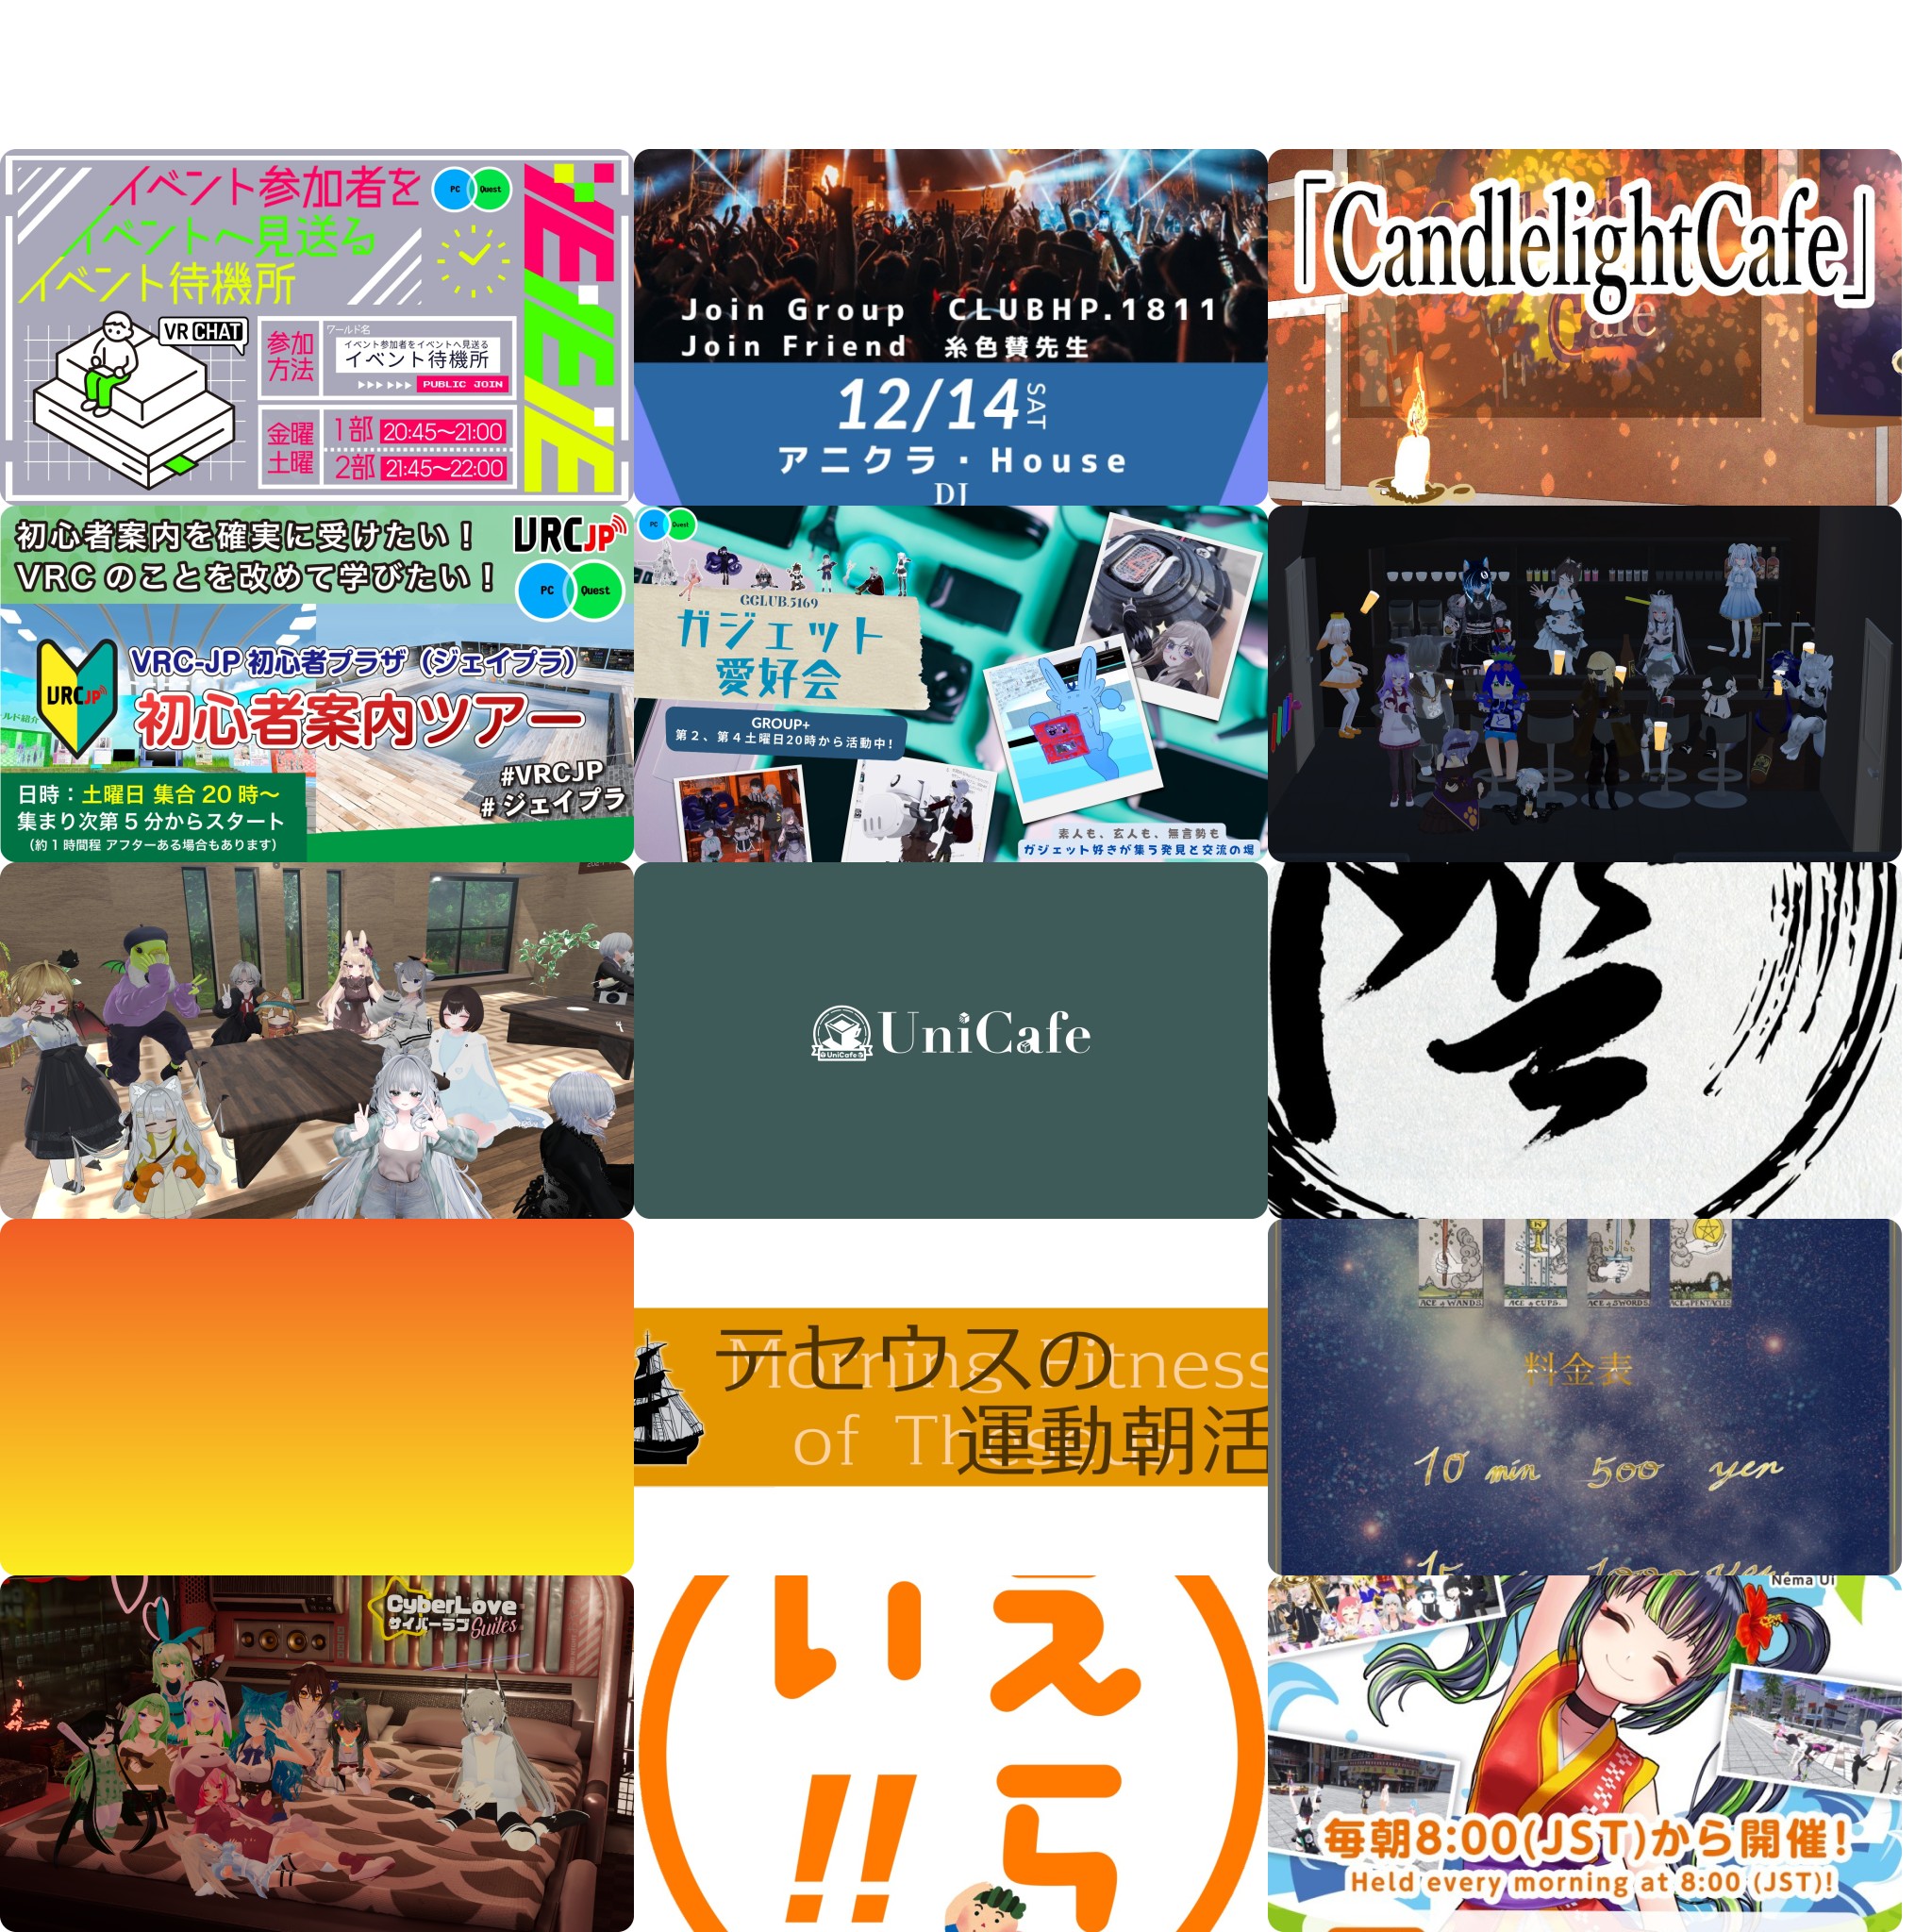 イベント参加者を
イベントへ見送る
イベント待機所
PC Quest
VRCHAT
参加
方法
ワールド名
イベント参加者をイベントへ見送る
イベント待機所
PUBLIC JOIN
金曜
土曜
1部 20:45〜21:00
2部 21:45〜22:00
Join Group CLUBHP.1811
Join Friend 糸色賛先生
12/14 SAT
アニクラ・House
DJ
「CandlelightCafe」
Cafe
初心者案内を確実に受けたい！
VRCのことを改めて学びたい！
VRCJP
PC Quest
VRC-JP 初心者プラザ（ジェイプラ）
VRCJP
初心者案内ツアー
#VRCJP
#ジェイプラ
日時：土曜日 集合 20 時〜
集まり次第 5 分からスタート
（約 1 時間程 アフターある場合もあります）
PC Quest
GCLUB.5169
ガジェット
愛好会
GROUP+
第２、第４土曜日20時から活動中！
素人も、玄人も、無言勢も
ガジェット好きが集う発見と交流の場
UniCafe
UniCafe
テセウスの
運動朝活
Morning Fitness
of Theseus
ACE of WANDS.
ACE of CUPS.
ACE of SWORDS.
ACE of PENTACLES.
料金表
10 min 500 yen
15 1000 yen
CyberLove
サイバーラブ Suites
えら
い!!
Nema Ui
毎朝8:00(JST)から開催！
Held every morning at 8:00 (JST)!